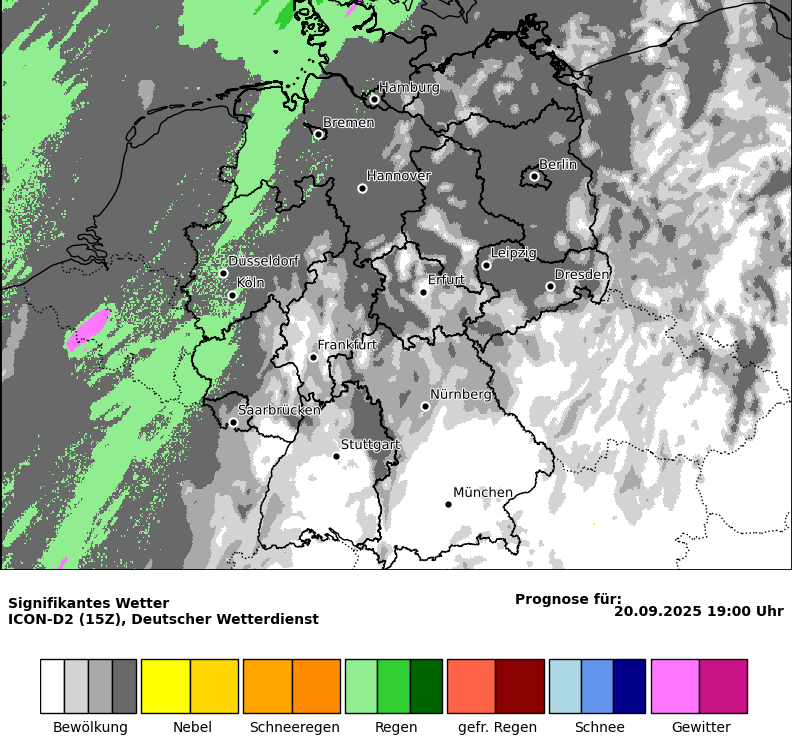 Hamburg
Bremen
Berlin
Hannover
Leipzig
Düsseldorf
Dresden
Köln
Erfurt
Frankfurt
Nürnberg
Saarbrücken
Stuttgart
München
Signifikantes Wetter
ICON-D2 (15Z), Deutscher Wetterdienst
Prognose für:
20.09.2025 19:00 Uhr
Bewölkung Nebel Schneeregen Regen gefr. Regen Schnee Gewitter